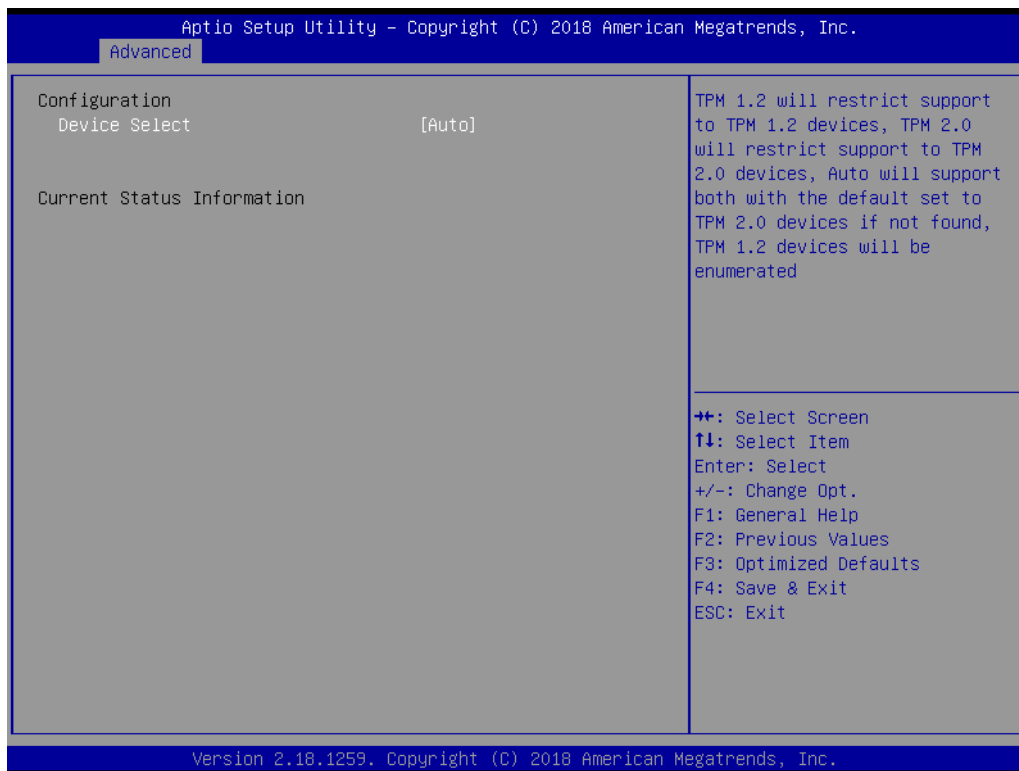 Aptio Setup Utility – Copyright (C) 2018 American Megatrends, Inc.
Advanced
Configuration
Device Select [Auto]
Current Status Information
TPM 1.2 will restrict support
to TPM 1.2 devices, TPM 2.0
will restrict support to TPM
2.0 devices, Auto will support
both with the default set to
TPM 2.0 devices if not found,
TPM 1.2 devices will be
enumerated
→←: Select Screen
↑↓: Select Item
Enter: Select
+/-: Change Opt.
F1: General Help
F2: Previous Values
F3: Optimized Defaults
F4: Save & Exit
ESC: Exit
Version 2.18.1259. Copyright (C) 2018 American Megatrends, Inc.